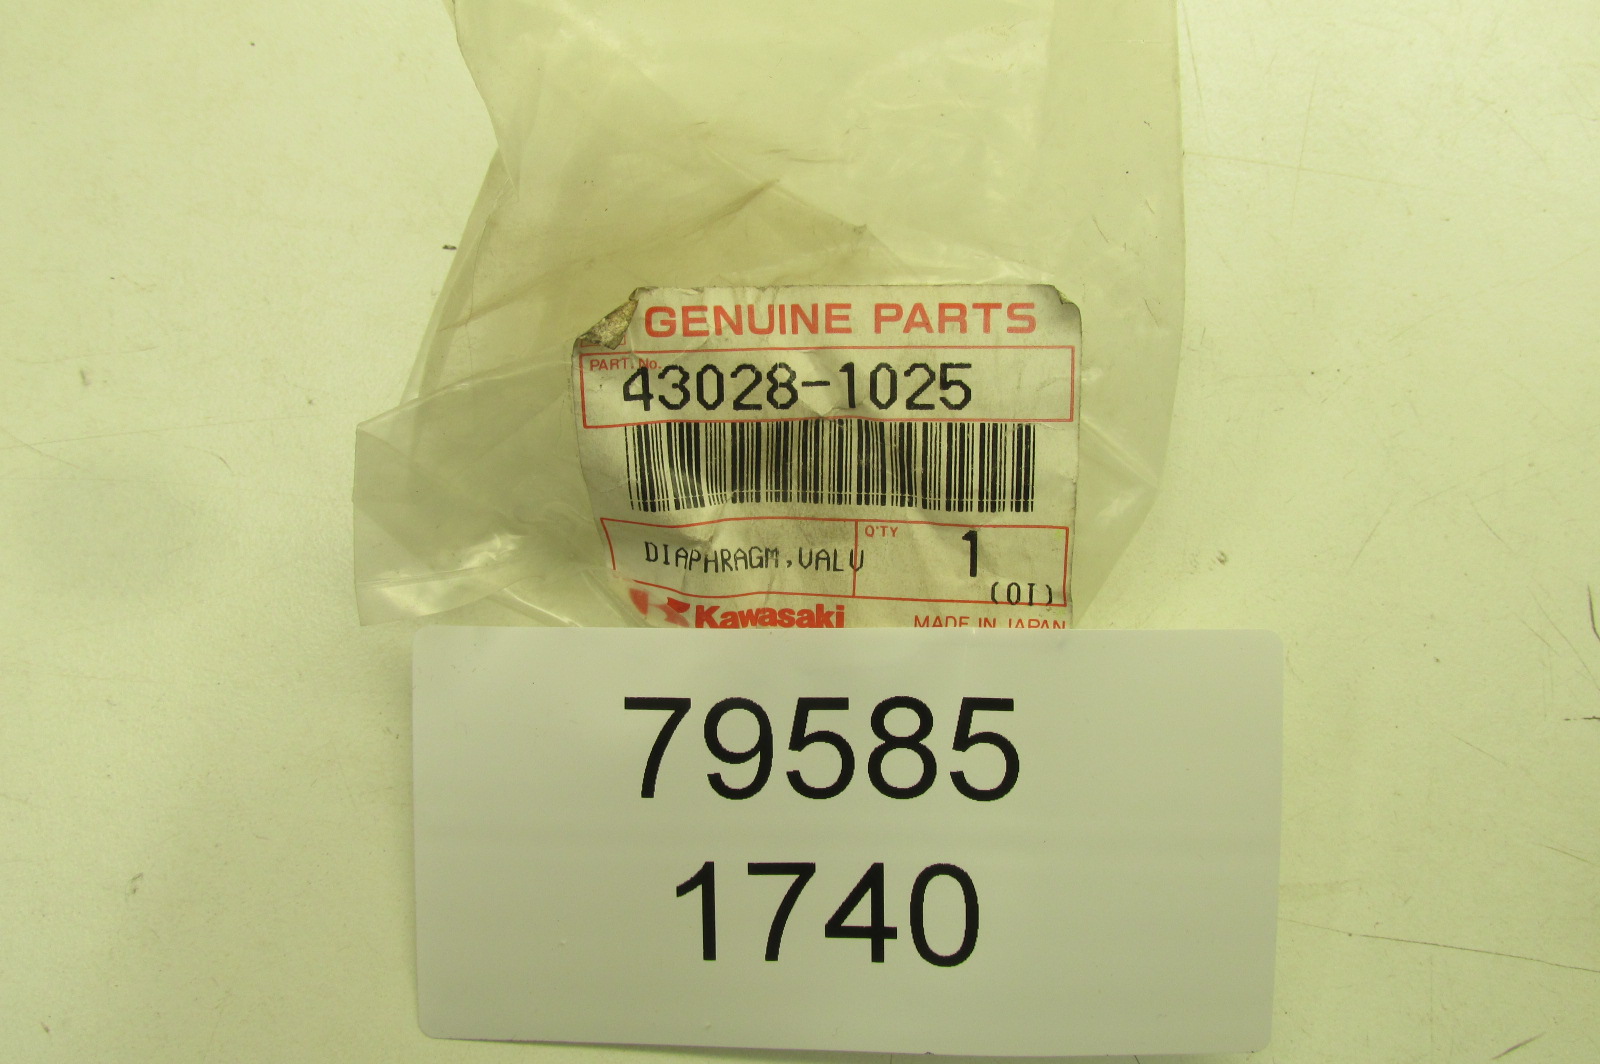 GENUINE PARTS
PART No.
43028-1025
DIAPHRAGM,VALV
Q'TY
1
(OI)
Kawasaki
MADE IN JAPAN
79585
1740